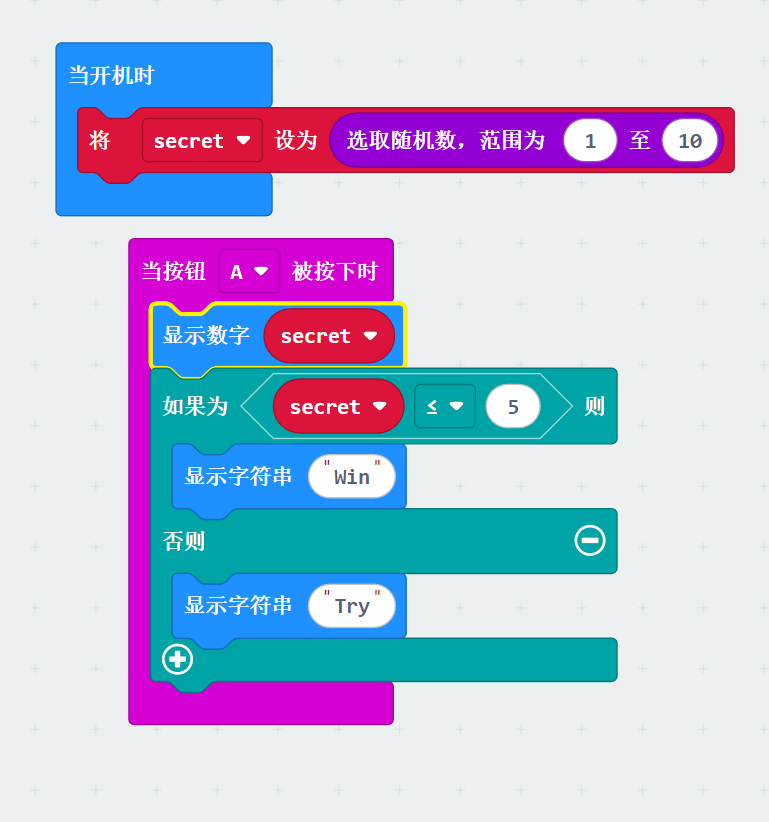 当开机时
将 secret 设为 选取随机数，范围为 1 至 10
当按钮 A 被按下时
显示数字 secret
如果为 secret ≤ 5 则
显示字符串 "Win"
否则
显示字符串 "Try"